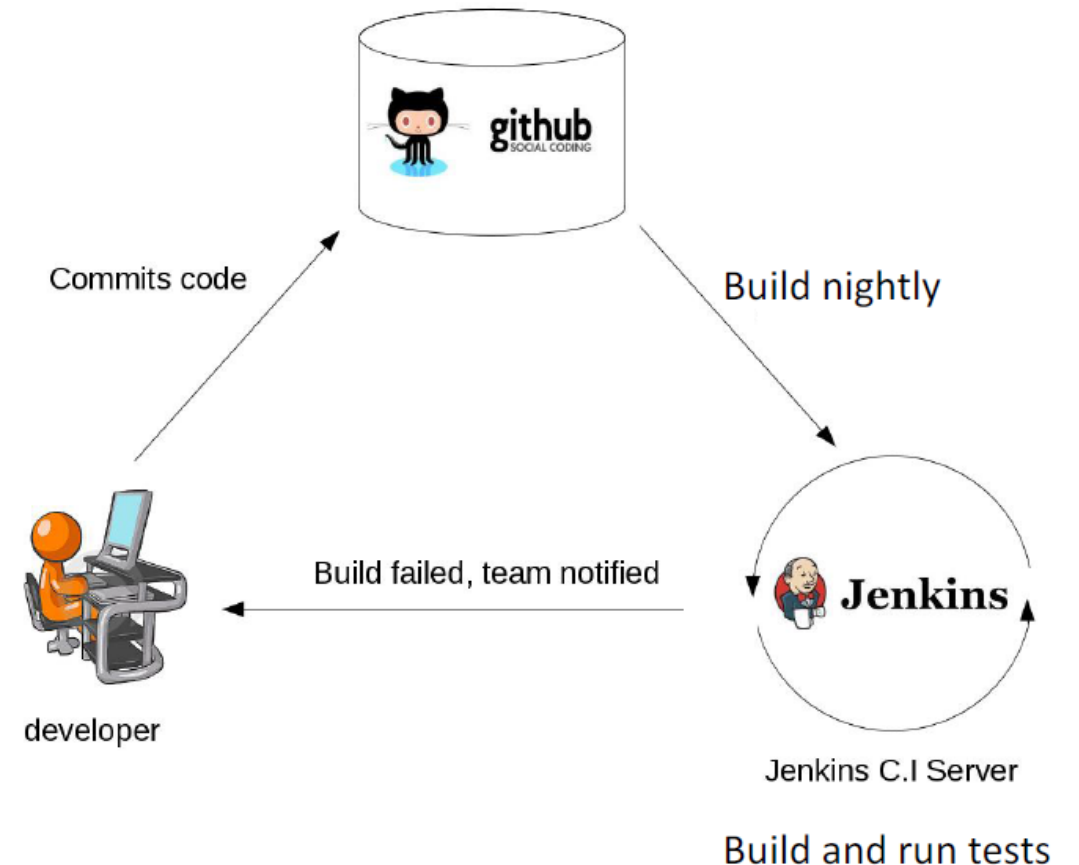 github
SOCIAL CODING
Commits code
Build nightly
Build failed, team notified
Jenkins
developer
Jenkins C.I Server
Build and run tests